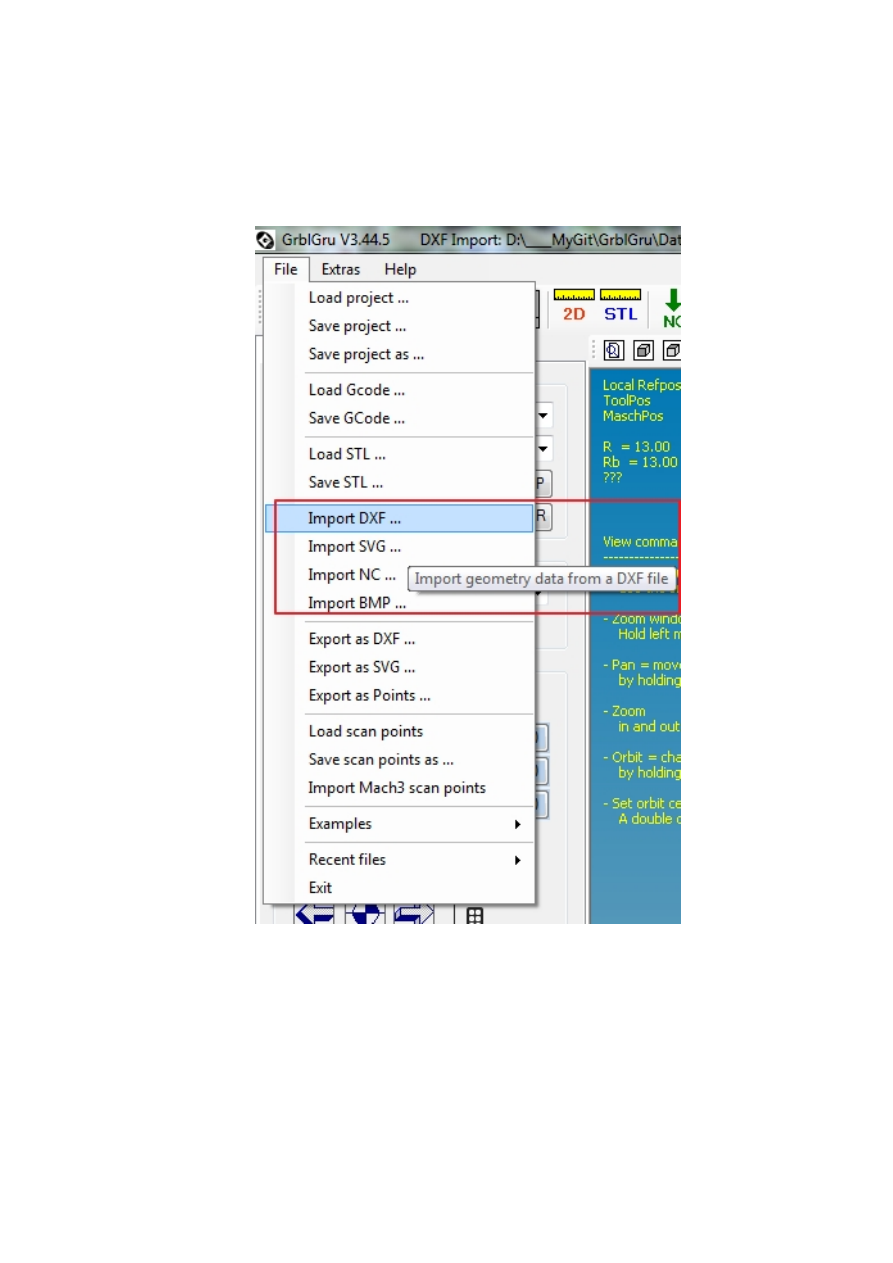 GrblGru V3.44.5 DXF Import: D:\___MyGit\GrblGru\Dat
File Extras Help
Load project ...
Save project ...
Save project as ...
Load Gcode ...
Save GCode ...
Load STL ...
Save STL ...
Import DXF ...
Import SVG ...
Import NC ...
Import BMP ...
Import geometry data from a DXF file
Export as DXF ...
Export as SVG ...
Export as Points ...
Load scan points
Save scan points as ...
Import Mach3 scan points
Examples
Recent files
Exit
2D STL NC
P
R
Local Refpos
ToolPos
MaschPos
R = 13.00
Rb = 13.00
???
View comma
--------------
- Zoom windo
Hold left m
- Pan = move
by holding
- Zoom
in and out
- Orbit = cha
by holding
- Set orbit ce
A double c